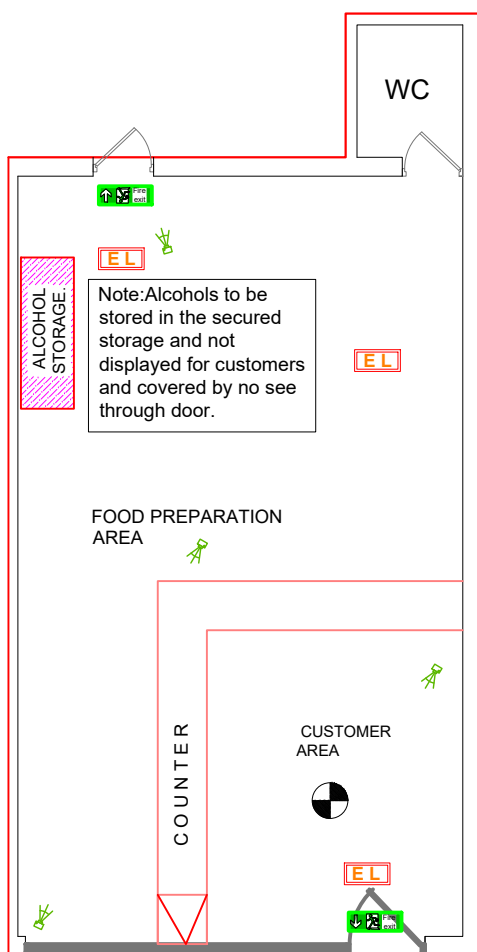 WC
Fire
exit
E L
ALCOHOL
STORAGE.
Note:Alcohols to be
stored in the secured
storage and not
displayed for customers
and covered by no see
through door.
E L
FOOD PREPARATION
AREA
COUNTER
CUSTOMER
AREA
E L
Fire
exit